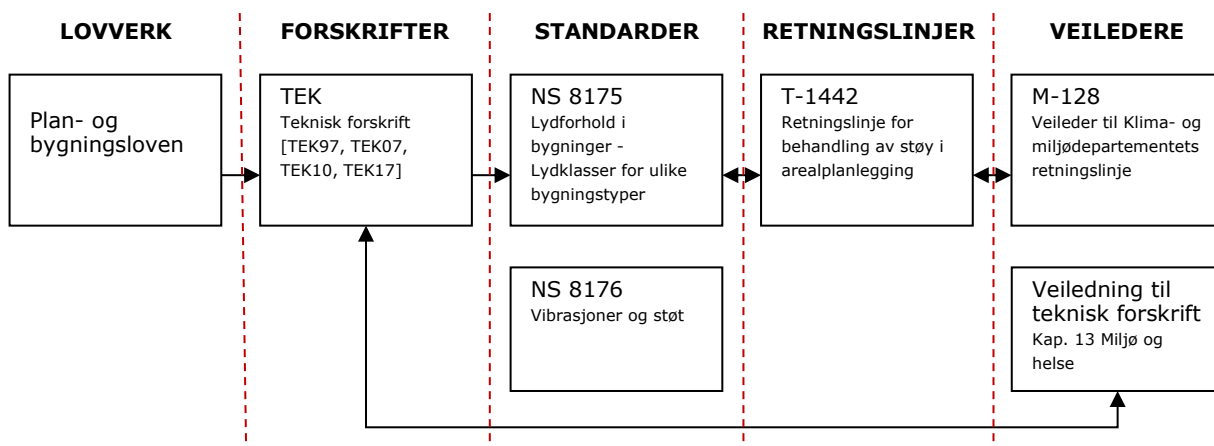 LOVVERK
FORSKRIFTER
STANDARDER
RETNINGSLINJER
VEILEDERE
Plan- og
bygningsloven
TEK
Teknisk forskrift
[TEK97, TEK07,
TEK10, TEK17]
NS 8175
Lydforhold i
bygninger -
Lydklasser for ulike
bygningstyper
T-1442
Retningslinje for
behandling av støy i
arealplanlegging
M-128
Veileder til Klima- og
miljødepartementets
retningslinje
NS 8176
Vibrasjoner og støt
Veiledning til
teknisk forskrift
Kap. 13 Miljø og
helse